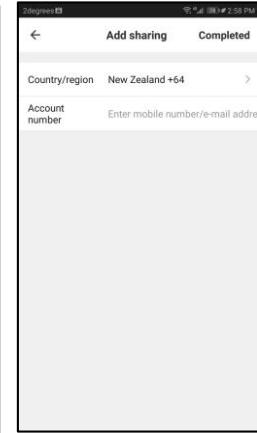 2degrees 2:58 PM
Add sharing Completed
Country/region New Zealand +64
Account
number
Enter mobile number/e-mail addre